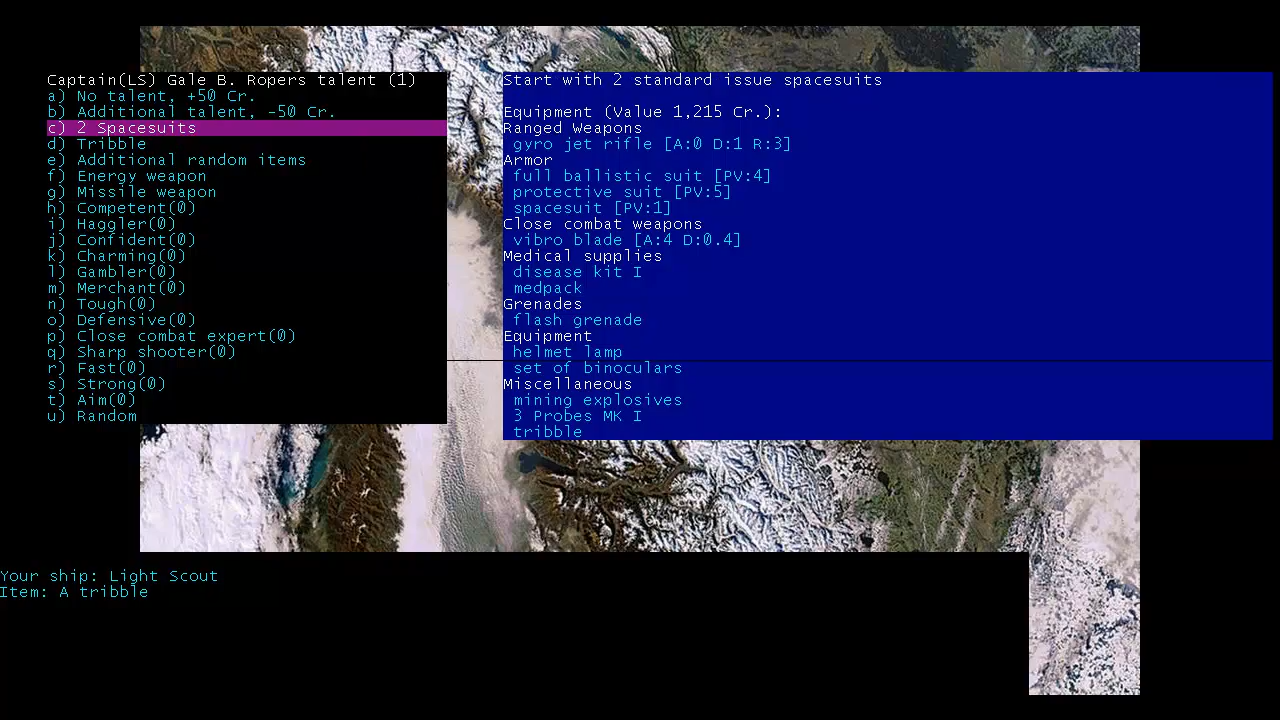 Captain(LS) Gale B. Ropers talent (1)
a) No talent, +50 Cr.
b) Additional talent, -50 Cr.
c) 2 Spacesuits
d) Tribble
e) Additional random items
f) Energy weapon
g) Missile weapon
h) Competent(0)
i) Haggler(0)
j) Confident(0)
k) Charming(0)
l) Gambler(0)
m) Merchant(0)
n) Tough(0)
o) Defensive(0)
p) Close combat expert(0)
q) Sharp shooter(0)
r) Fast(0)
s) Strong(0)
t) Aim(0)
u) Random
Start with 2 standard issue spacesuits
Equipment (Value 1,215 Cr.):
Ranged Weapons
gyro jet rifle [A:0 D:1 R:3]
Armor
full ballistic suit [PV:4]
protective suit [PV:5]
spacesuit [PV:1]
Close combat weapons
vibro blade [A:4 D:0.4]
Medical supplies
disease kit I
medpack
Grenades
flash grenade
Equipment
helmet lamp
set of binoculars
Miscellaneous
mining explosives
3 Probes MK I
tribble
Your ship: Light Scout
Item: A tribble